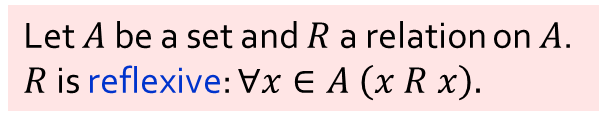 Let 𝐴 be a set and 𝑅 a relation on 𝐴.
𝑅 is reflexive: ∀𝑥 ∈ 𝐴 (𝑥 𝑅 𝑥).